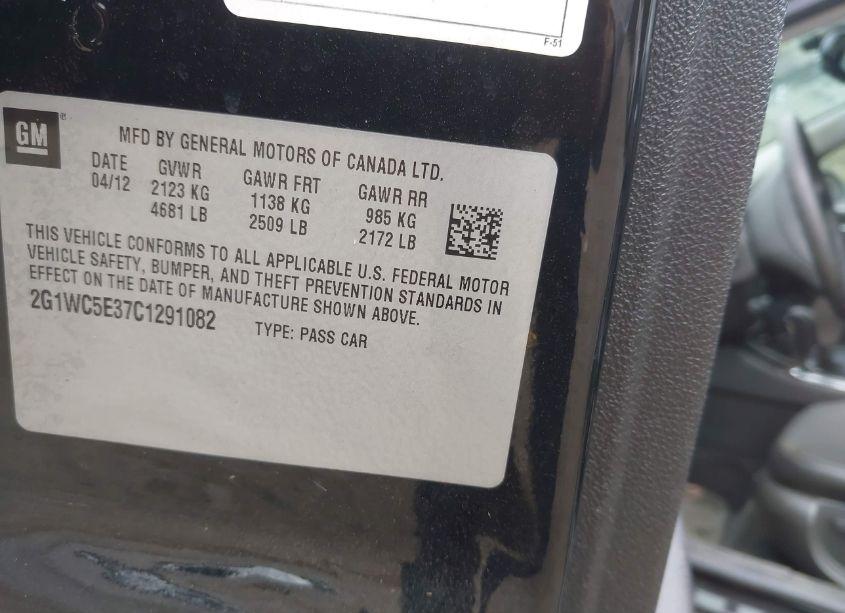 F-51
GM®
MFD BY GENERAL MOTORS OF CANADA LTD.
DATE GVWR GAWR FRT GAWR RR
04/12 2123 KG 1138 KG 985 KG
4681 LB 2509 LB 2172 LB
THIS VEHICLE CONFORMS TO ALL APPLICABLE U.S. FEDERAL MOTOR
VEHICLE SAFETY, BUMPER, AND THEFT PREVENTION STANDARDS IN
EFFECT ON THE DATE OF MANUFACTURE SHOWN ABOVE.
2G1WC5E37C1291082 TYPE: PASS CAR